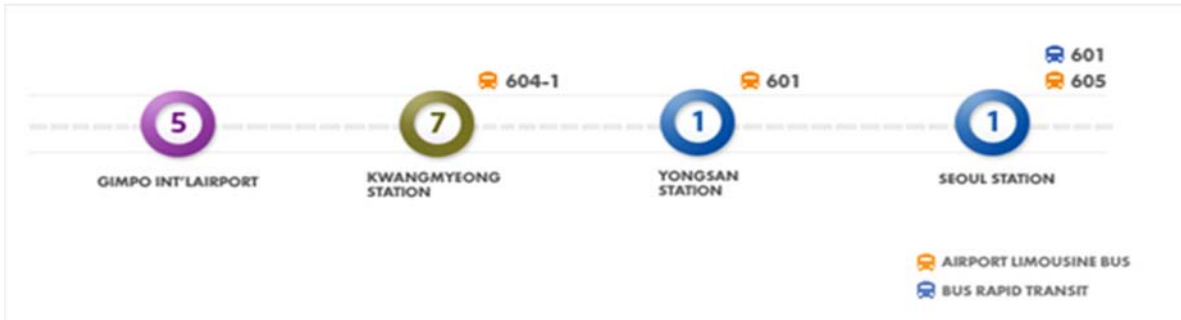 601
604-1
601
605
5
7
1
1
GIMPO INT'LAIRPORT
KWANGMYEONG
STATION
YONGSAN
STATION
SEOUL STATION
AIRPORT LIMOUSINE BUS
BUS RAPID TRANSIT